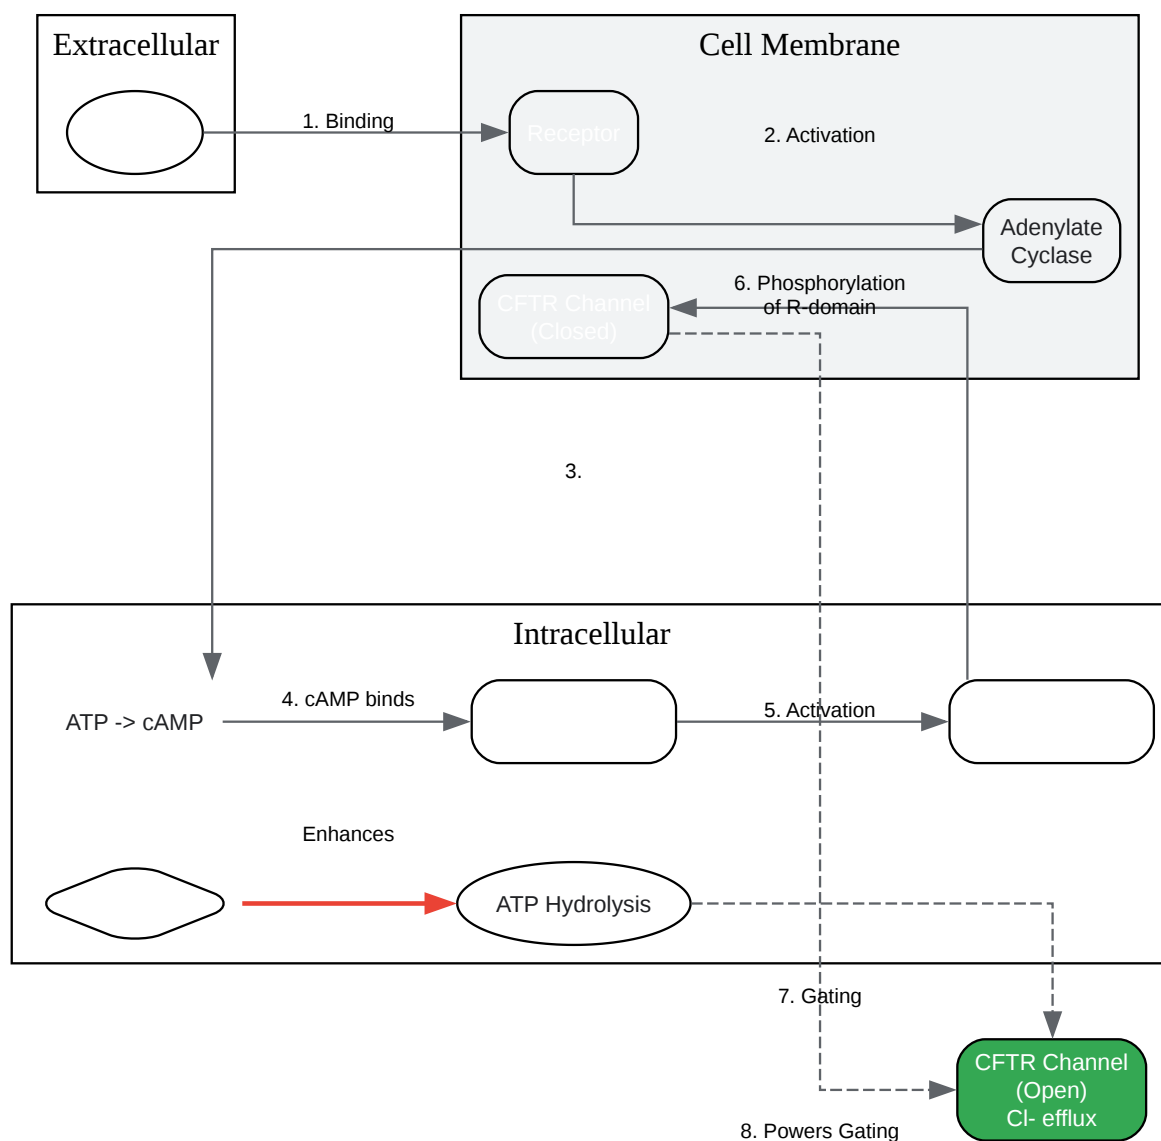 Extracellular
Cell Membrane
1. Binding
Receptor
2. Activation
Adenylate
Cyclase
6. Phosphorylation
of R-domain
CFTR Channel
(Closed)
3.
Intracellular
ATP -> cAMP
4. cAMP binds
5. Activation
Enhances
ATP Hydrolysis
7. Gating
CFTR Channel
(Open)
Cl- efflux
8. Powers Gating